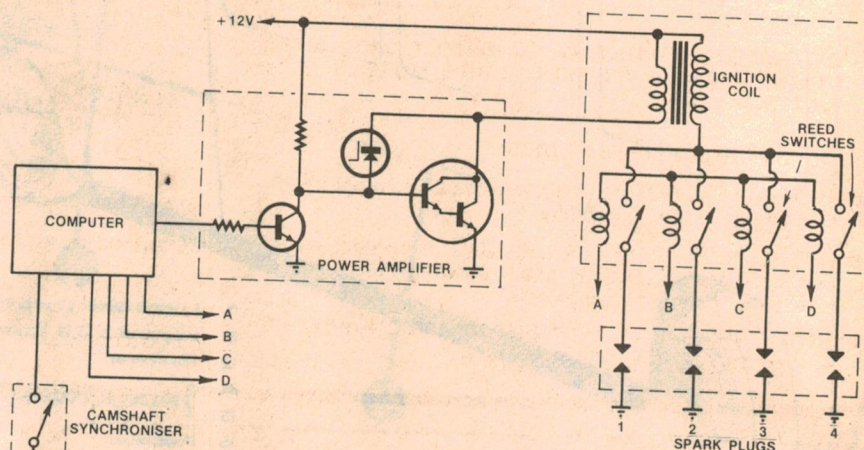 +12V
IGNITION
COIL
REED
SWITCHES
COMPUTER
POWER AMPLIFIER
A
B
C
D
A
B
C
D
CAMSHAFT
SYNCHRONISER
1
2
3
4
SPARK PLUGS